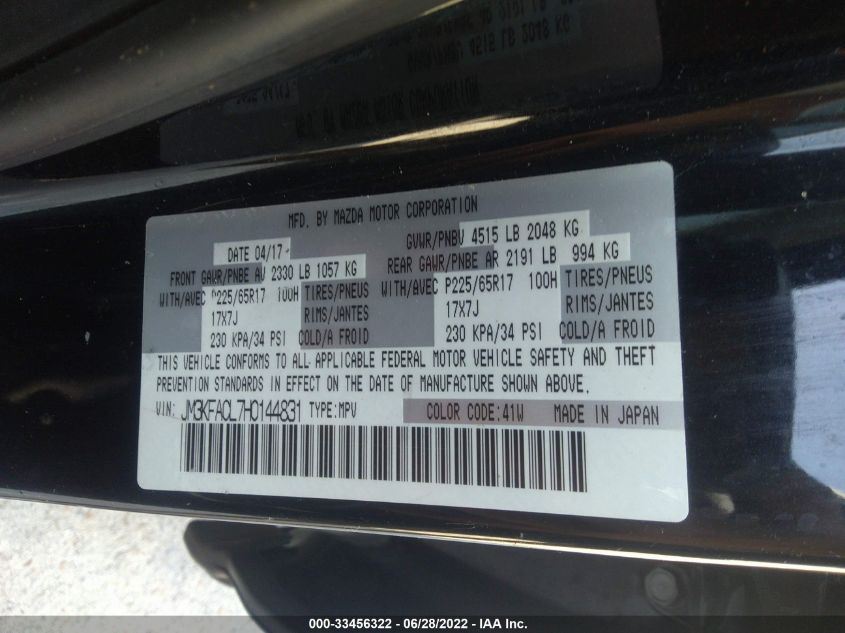 MFD. BY MAZDA MOTOR CORPORATION
DATE 04/17 GVWR/PNBV 4515 LB 2048 KG
FRONT GAWR/PNBE AV 2330 LB 1057 KG REAR GAWR/PNBE AR 2191 LB 994 KG
WITH/AVEC P225/65R17 100H TIRES/PNEUS WITH/AVEC P225/65R17 100H TIRES/PNEUS
17X7J RIMS/JANTES 17X7J RIMS/JANTES
230 KPA/34 PSI COLD/A FROID 230 KPA/34 PSI COLD/A FROID
THIS VEHICLE CONFORMS TO ALL APPLICABLE FEDERAL MOTOR VEHICLE SAFETY AND THEFT
PREVENTION STANDARDS IN EFFECT ON THE DATE OF MANUFACTURE SHOWN ABOVE.
VIN: JM3KFACL7H0144831 TYPE:MPV COLOR CODE:41W MADE IN JAPAN
000-33456322 - 06/28/2022 - IAA Inc.